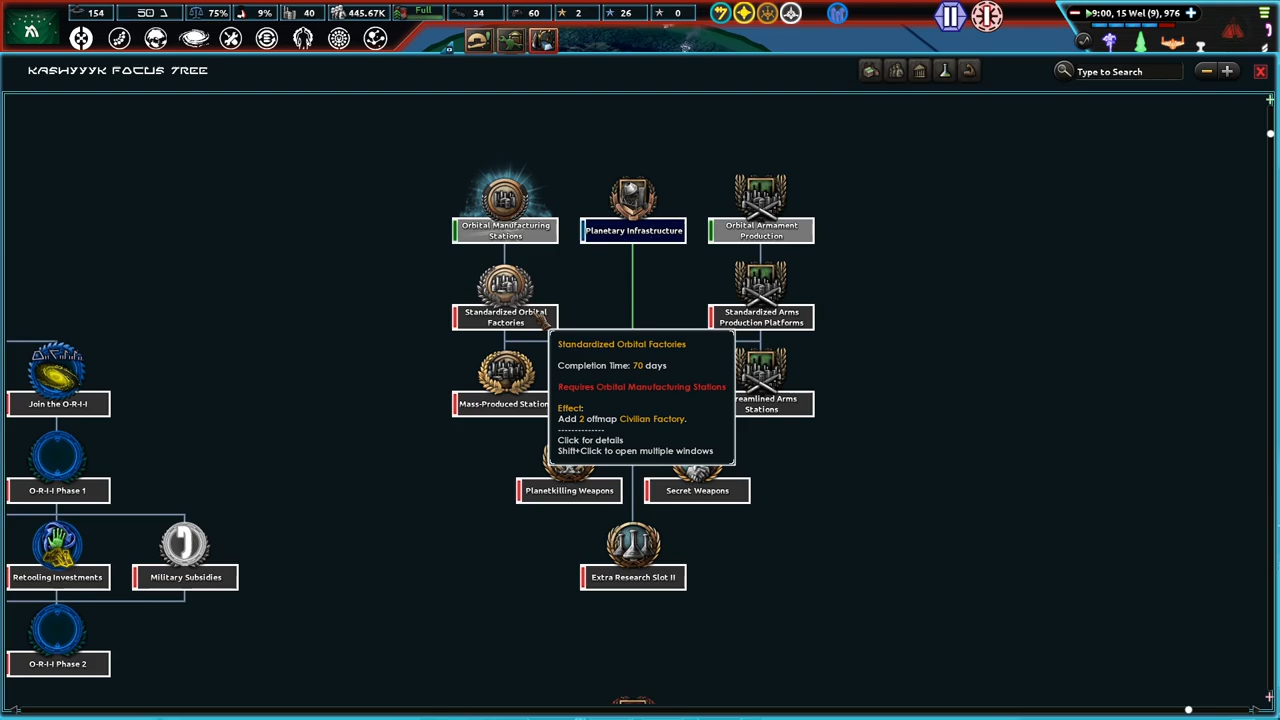 154
50
75%
9%
40
445.67K
Full
34
60
2
26
0
9:00, 15 Wel (9), 976
KASHYYYK FOCUS TREE
Type to Search
Orbital Manufacturing
Stations
Planetary Infrastructure
Orbital Armament
Production
Standardized Orbital
Factories
Standardized Arms
Production Platforms
Standardized Orbital Factories
Completion Time: 70 days
Requires Orbital Manufacturing Stations
Effect:
Add 2 offmap Civilian Factory.
--------------
Click for details
Shift+Click to open multiple windows
Join the O-R-I-I
Mass-Produced Station
reamlined Arms
Stations
O-R-I-I Phase 1
Planetkilling Weapons
Secret Weapons
Retooling Investments
Military Subsidies
Extra Research Slot II
O-R-I-I Phase 2